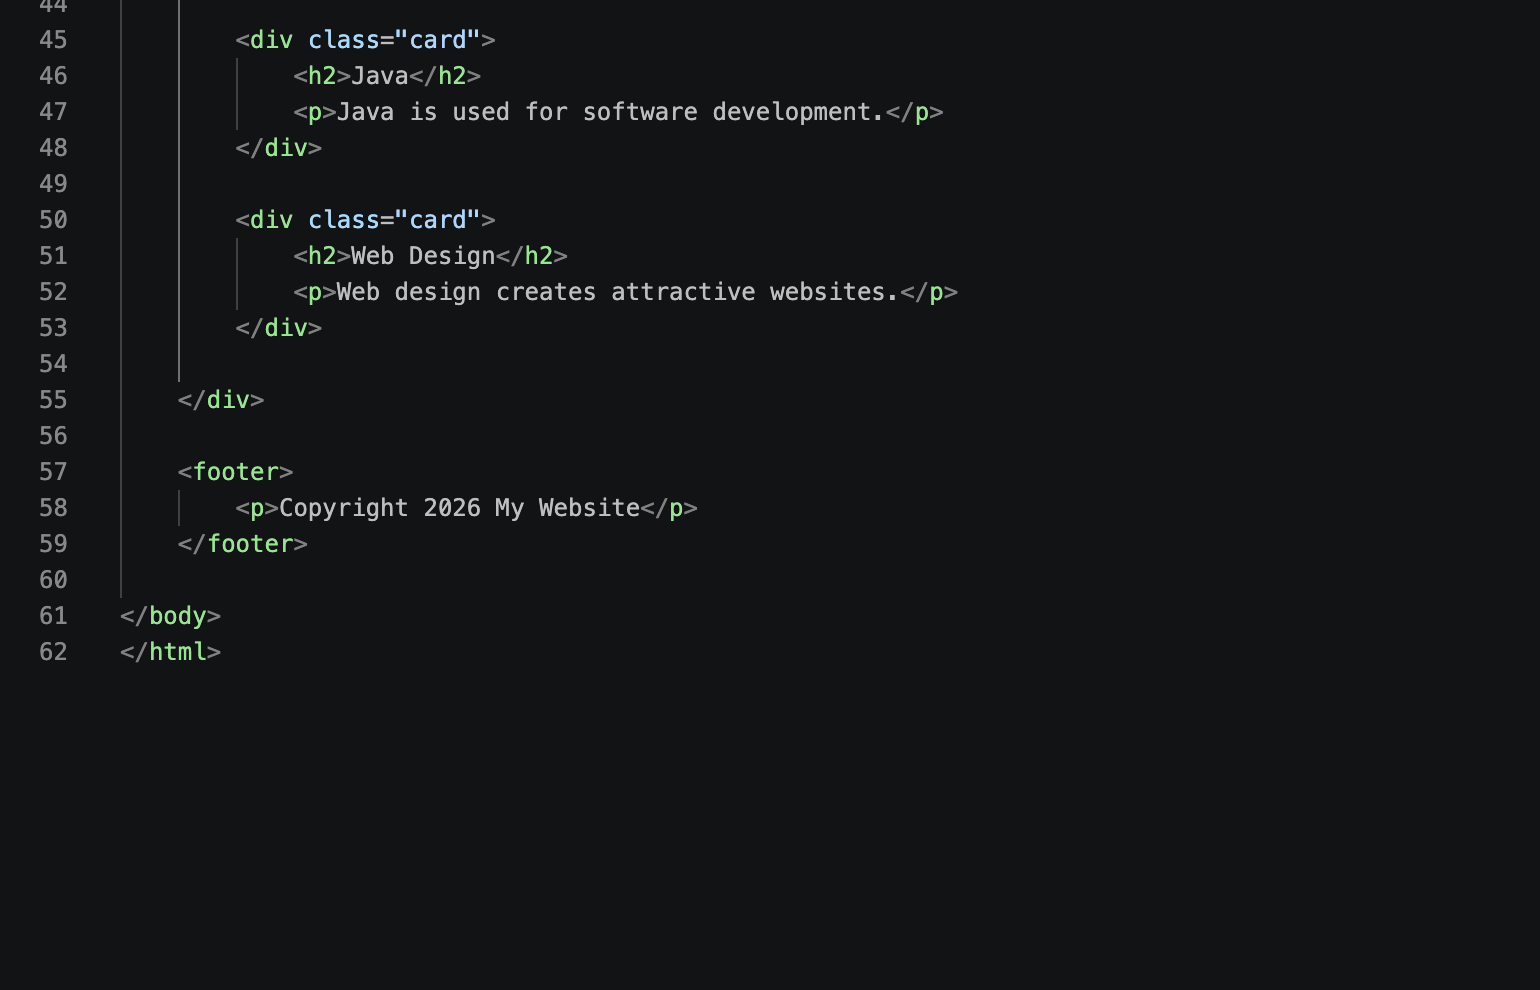 44
45 <div class="card">
46 <h2>Java</h2>
47 <p>Java is used for software development.</p>
48 </div>
49
50 <div class="card">
51 <h2>Web Design</h2>
52 <p>Web design creates attractive websites.</p>
53 </div>
54
55 </div>
56
57 <footer>
58 <p>Copyright 2026 My Website</p>
59 </footer>
60
61 </body>
62 </html>